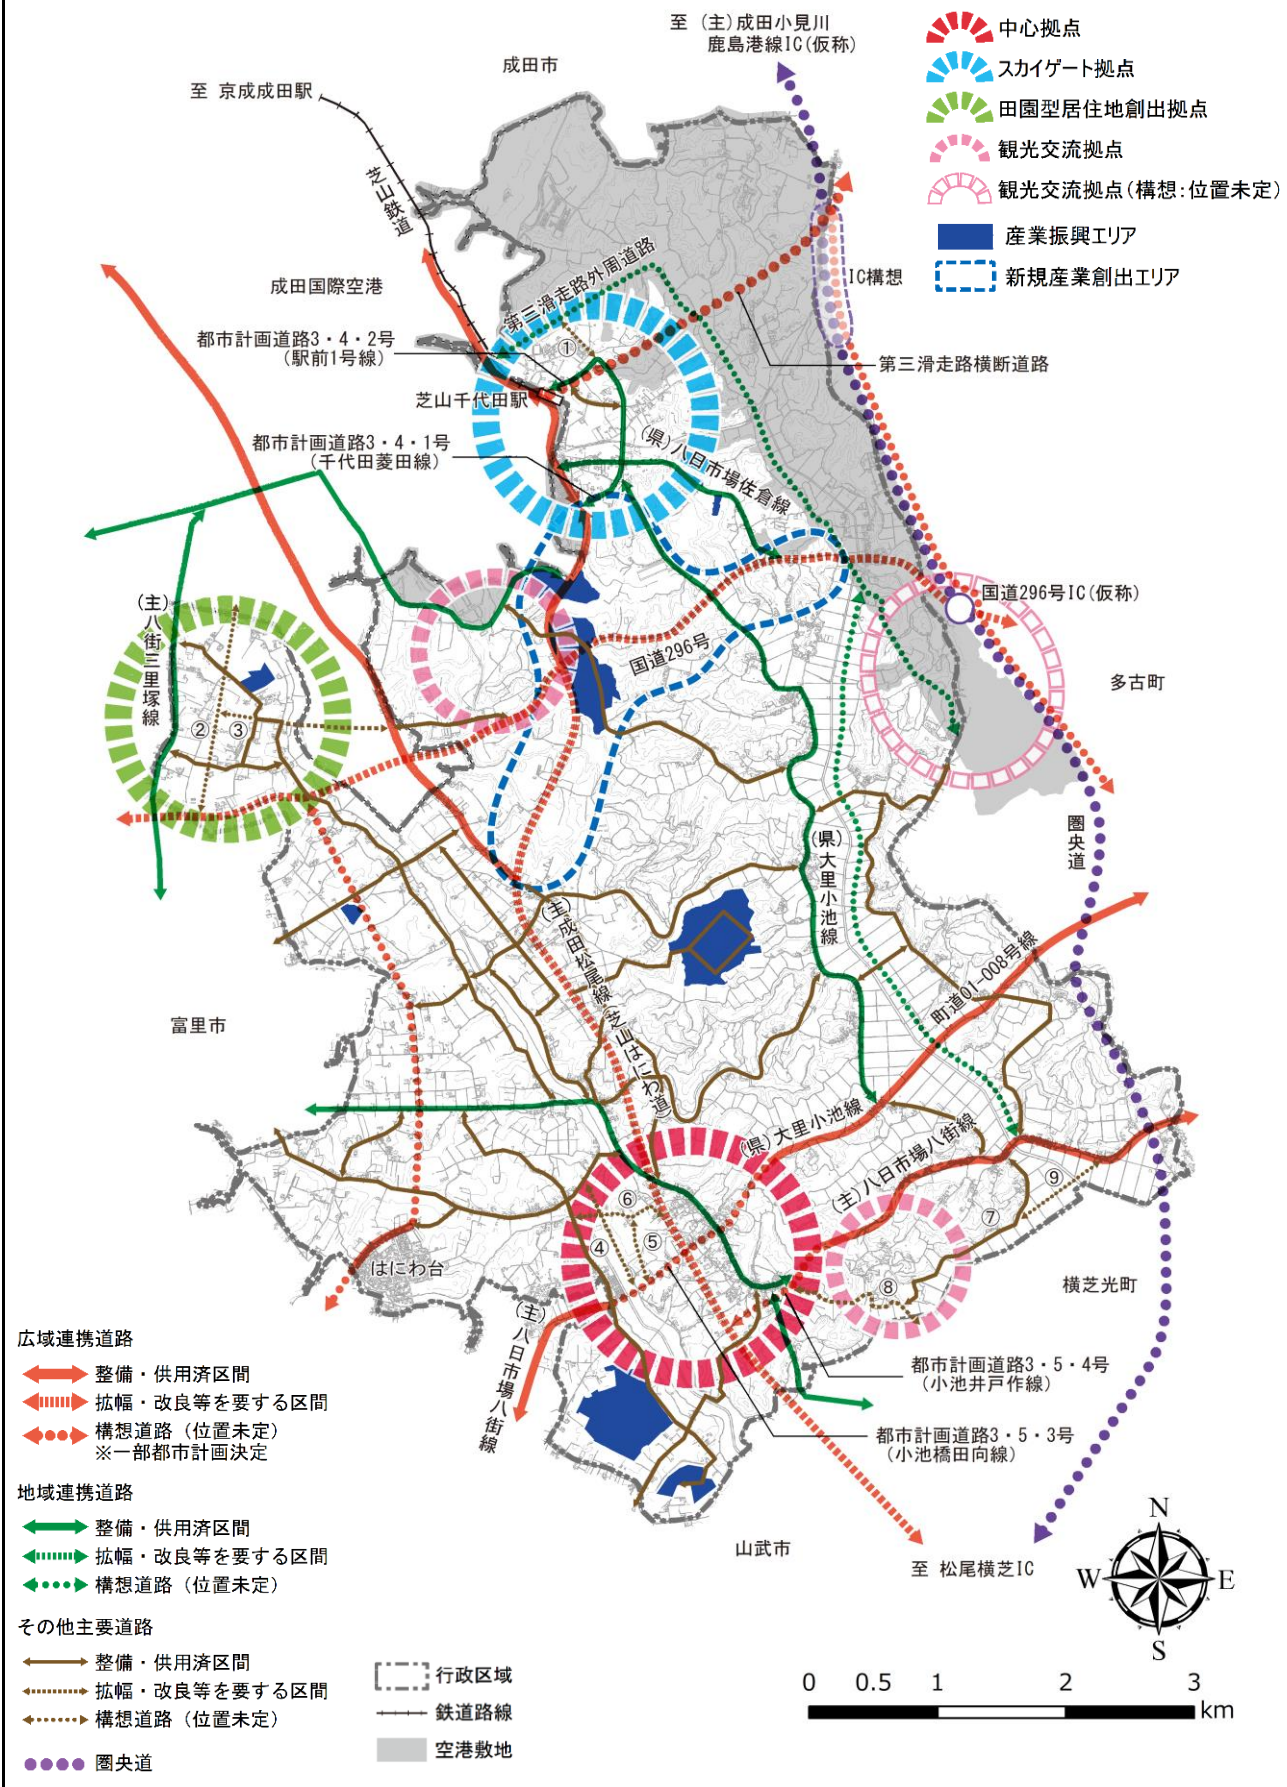 至 (主)成田小見川
鹿島港線IC(仮称)
成田市
至 京成成田駅
中心拠点
スカイゲート拠点
田園型居住地創出拠点
観光交流拠点
観光交流拠点(構想:位置未定)
産業振興エリア
新規産業創出エリア
芝山鉄道
成田国際空港
第三滑走路外周道路
IC構想
都市計画道路3・4・2号
(駅前1号線)
①
第三滑走路横断道路
芝山千代田駅
都市計画道路3・4・1号
(千代田菱田線)
(県)八日市場佐倉線
国道296号IC(仮称)
(主)八街三里塚線
国道296号
多古町
②
③
圏央道
(県)大里小池線
(主)成田松尾線(芝山はにわ道)
町道01-008号線
富里市
(県)大里小池線
(主)八日市場八街線
⑨
⑥
⑦
④
⑤
はにわ台
⑧
横芝光町
(主)八日市場八街線
都市計画道路3・5・4号
(小池井戸作線)
都市計画道路3・5・3号
(小池橋田向線)
山武市
至 松尾横芝IC
広域連携道路
整備・供用済区間
拡幅・改良等を要する区間
構想道路(位置未定)
※一部都市計画決定
地域連携道路
整備・供用済区間
拡幅・改良等を要する区間
構想道路(位置未定)
その他主要道路
整備・供用済区間
拡幅・改良等を要する区間
構想道路(位置未定)
圏央道
行政区域
鉄道路線
空港敷地
N
W E
S
0 0.5 1 2 3
km